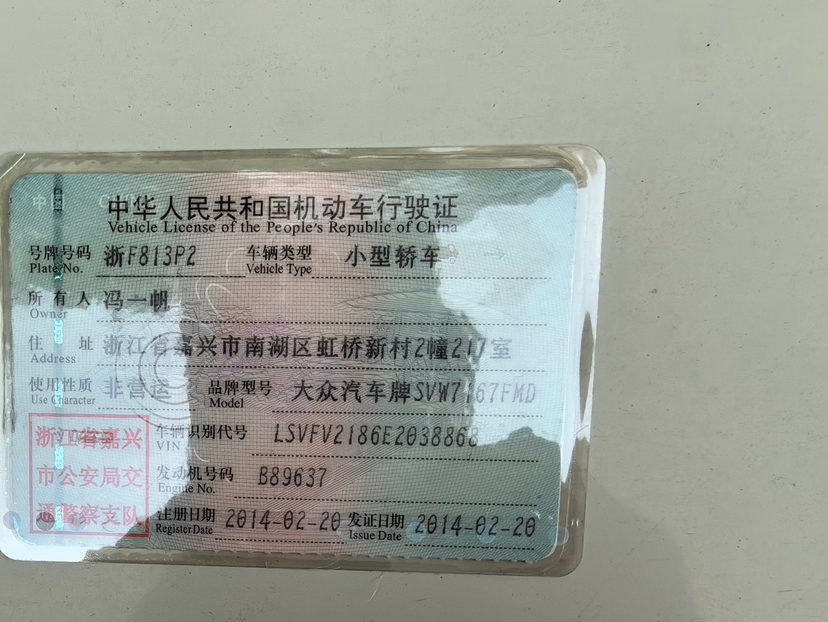 中华人民共和国机动车行驶证
Vehicle License of the People's Republic of China
号牌号码 Plate No. 浙F813P2 车辆类型 Vehicle Type 小型轿车
所有人 Owner 冯一帆
住址 Address 浙江省嘉兴市南湖区虹桥新村2幢217室
使用性质 Use Character 非营运 品牌型号 Model 大众汽车牌SVW7167FMD
浙江省嘉兴
市公安局交
通警察支队
车辆识别代号 VIN LSVFV2186E2038868
发动机号码 Engine No. B89637
注册日期 Register Date 2014-02-20 发证日期 Issue Date 2014-02-20